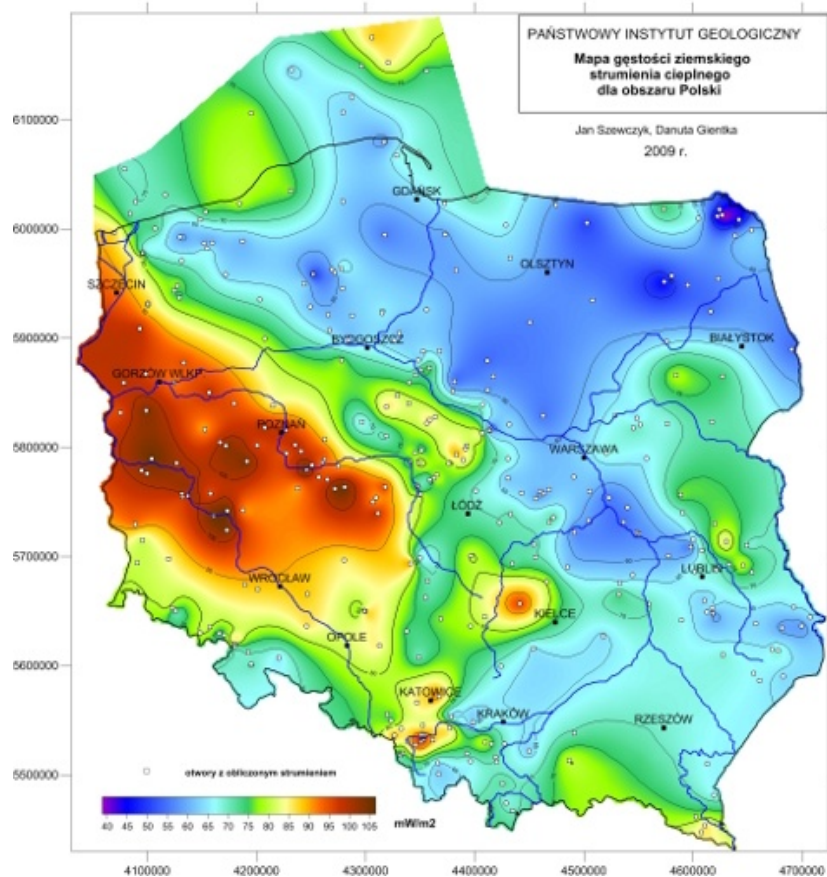 PAŃSTWOWY INSTYTUT GEOLOGICZNY
Mapa gęstości ziemskiego
strumienia cieplnego
dla obszaru Polski
Jan Szewczyk, Danuta Gientka
2009 r.
6100000
6000000
5900000
5800000
5700000
5600000
5500000
GDAŃSK
SZCZECIN
OLSZTYN
BYDGOSZCZ
BIAŁYSTOK
GORZÓW WLKP
POZNAŃ
WARSZAWA
ŁÓDŹ
LUBLIN
WROCŁAW
KIELCE
OPOLE
KATOWICE
KRAKÓW
RZESZÓW
otwory z obliczonym strumieniem
40 45 50 55 60 65 70 75 80 85 90 95 100 105 mW/m2
4100000 4200000 4300000 4400000 4500000 4600000 4700000